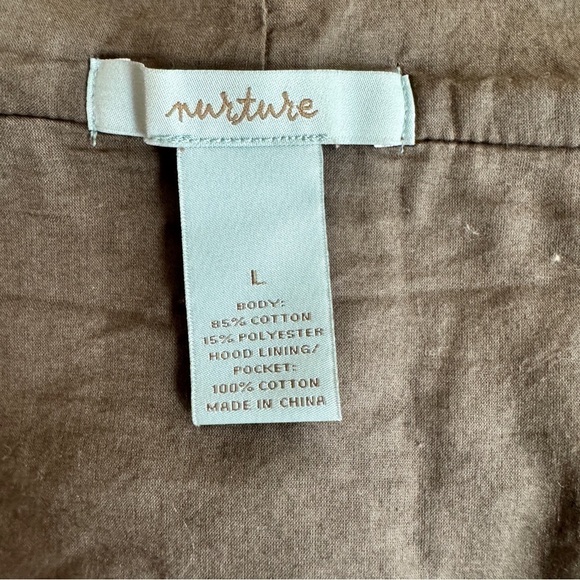 nurture
L
BODY:
85% COTTON
15% POLYESTER
HOOD LINING/
POCKET:
100% COTTON
MADE IN CHINA